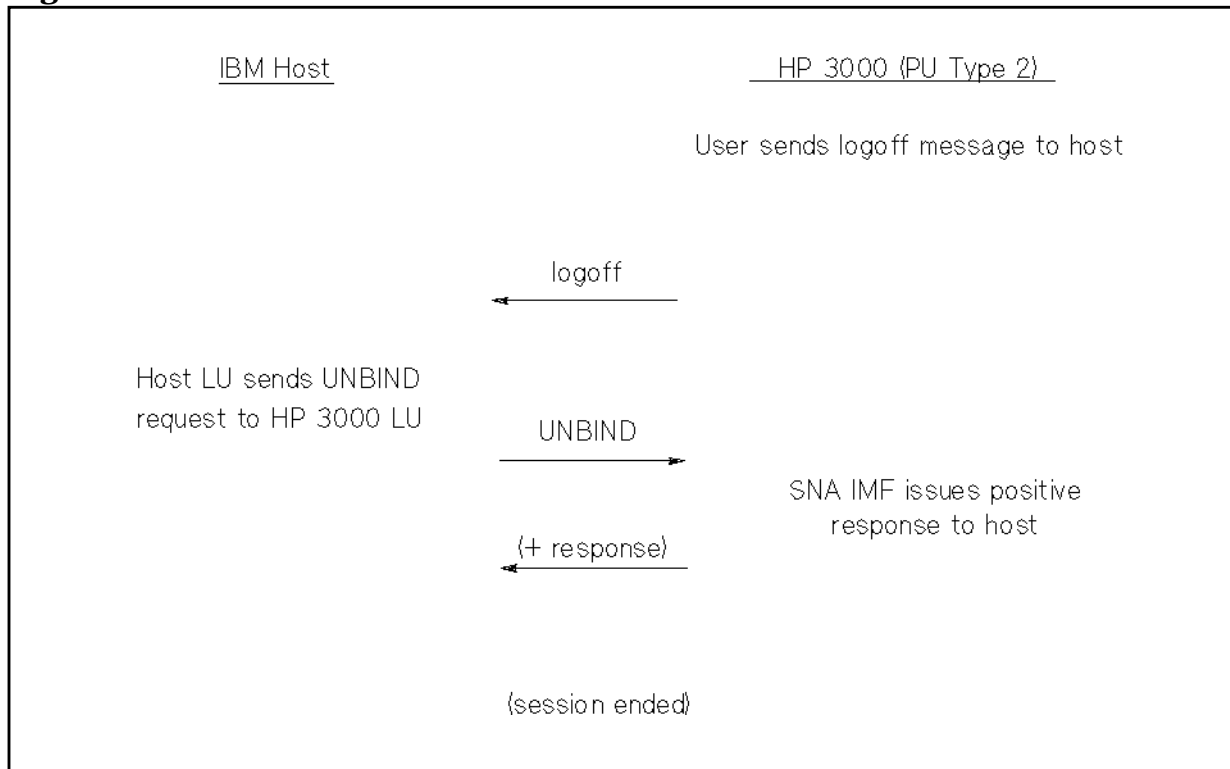 IBM Host
HP 3000 (PU Type 2)
User sends logoff message to host
logoff
Host LU sends UNBIND
request to HP 3000 LU
UNBIND
SNA IMF issues positive
response to host
(+ response)
(session ended)